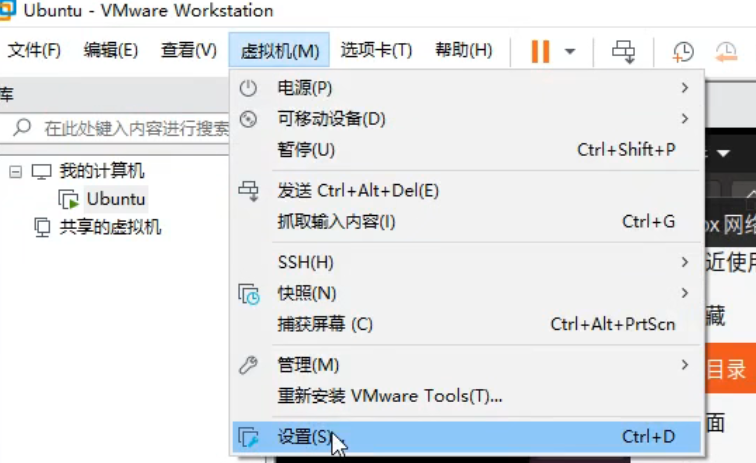 Ubuntu - VMware Workstation
文件(F) 编辑(E) 查看(V) 虚拟机(M) 选项卡(T) 帮助(H)
库
在此处键入内容进行搜索
我的计算机
Ubuntu
共享的虚拟机
电源(P)
可移动设备(D)
暂停(U) Ctrl+Shift+P
发送 Ctrl+Alt+Del(E)
抓取输入内容(I) Ctrl+G
SSH(H)
快照(N)
捕获屏幕 (C) Ctrl+Alt+PrtScn
管理(M)
重新安装 VMware Tools(T)...
设置(S) Ctrl+D
ox 网络
近使用
藏
目录
面